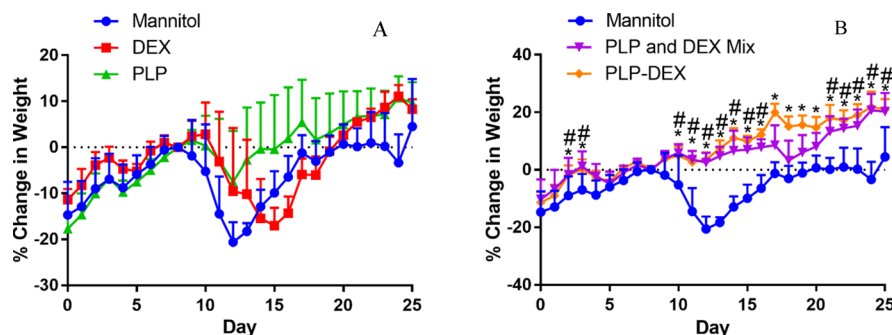 Mannitol
DEX
PLP
A
% Change in Weight
20
10
0
-10
-20
-30
0
5
10
15
20
25
Day
Mannitol
PLP and DEX Mix
PLP-DEX
B
% Change in Weight
40
20
0
-20
-40
# # # # # # # # # # # # # #
* * * * * * * * * * * * * * * * * *
0
5
10
15
20
25
Day